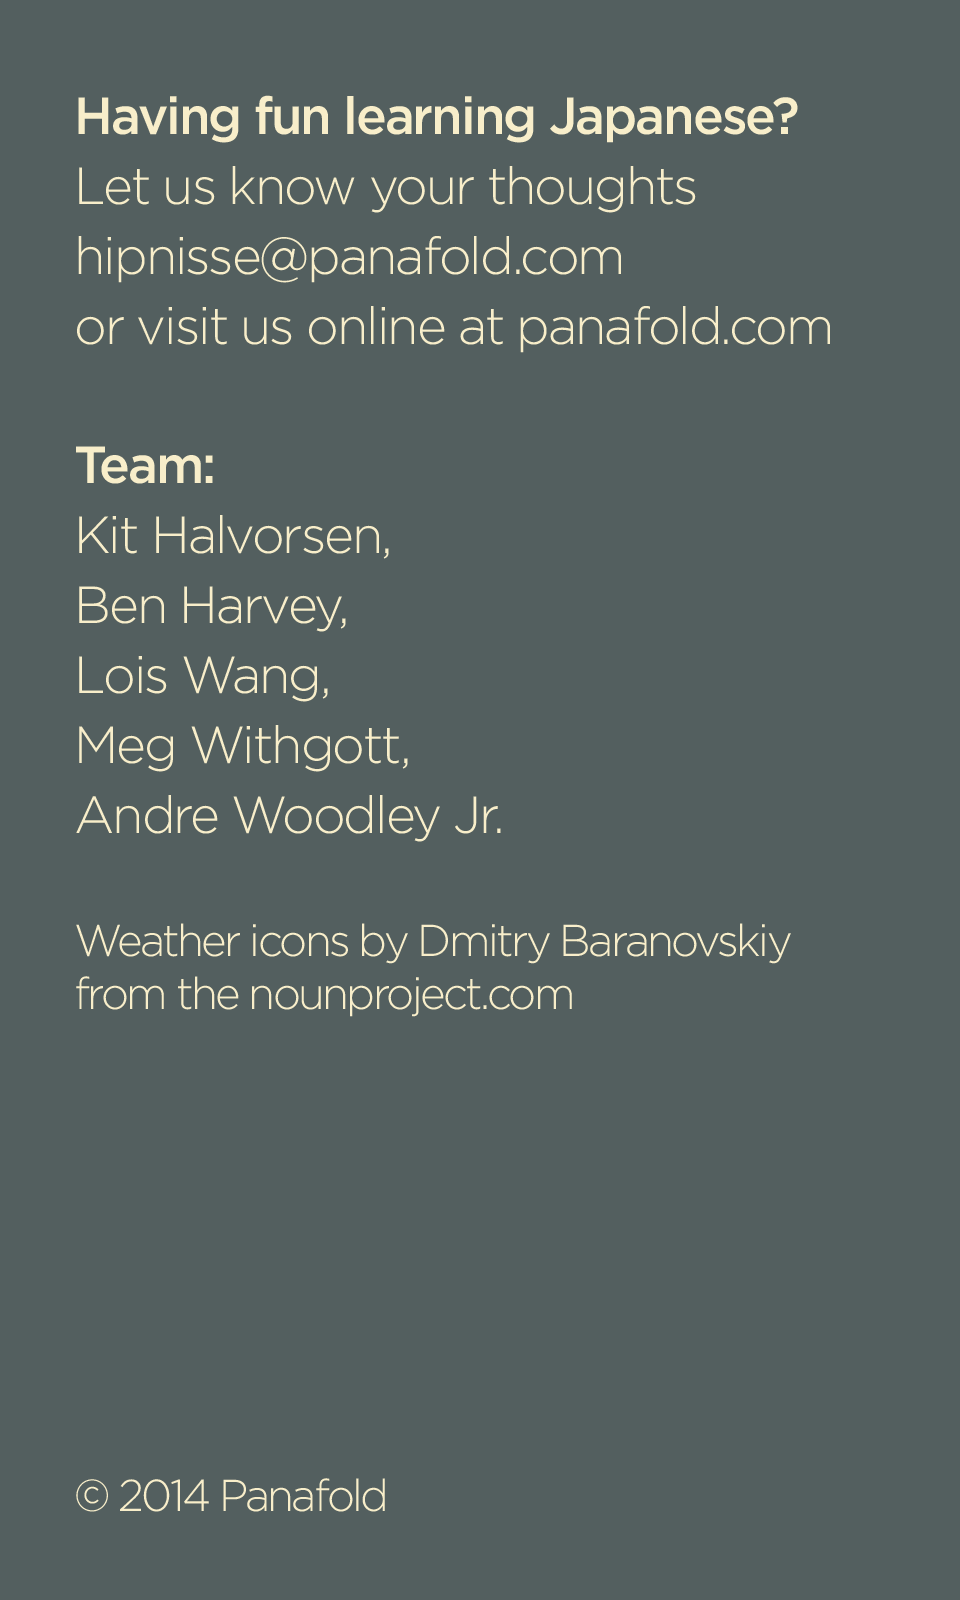 Having fun learning Japanese?
Let us know your thoughts
hipnisse@panafold.com
or visit us online at panafold.com
Team:
Kit Halvorsen,
Ben Harvey,
Lois Wang,
Meg Withgott,
Andre Woodley Jr.
Weather icons by Dmitry Baranovskiy
from the nounproject.com
© 2014 Panafold